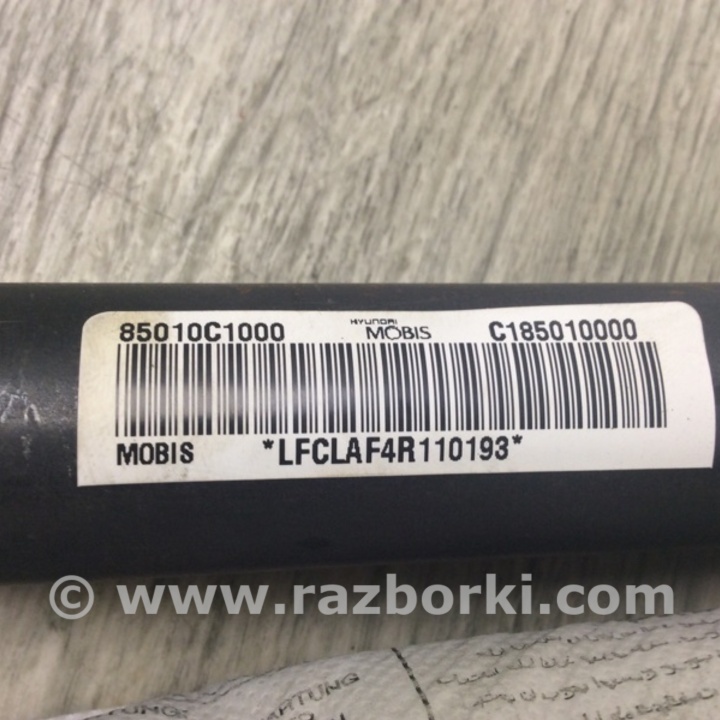 85010C1000 HYUNDAI MOBIS C185010000
MOBIS *LFCLAF4R110193*
© www.razborki.com